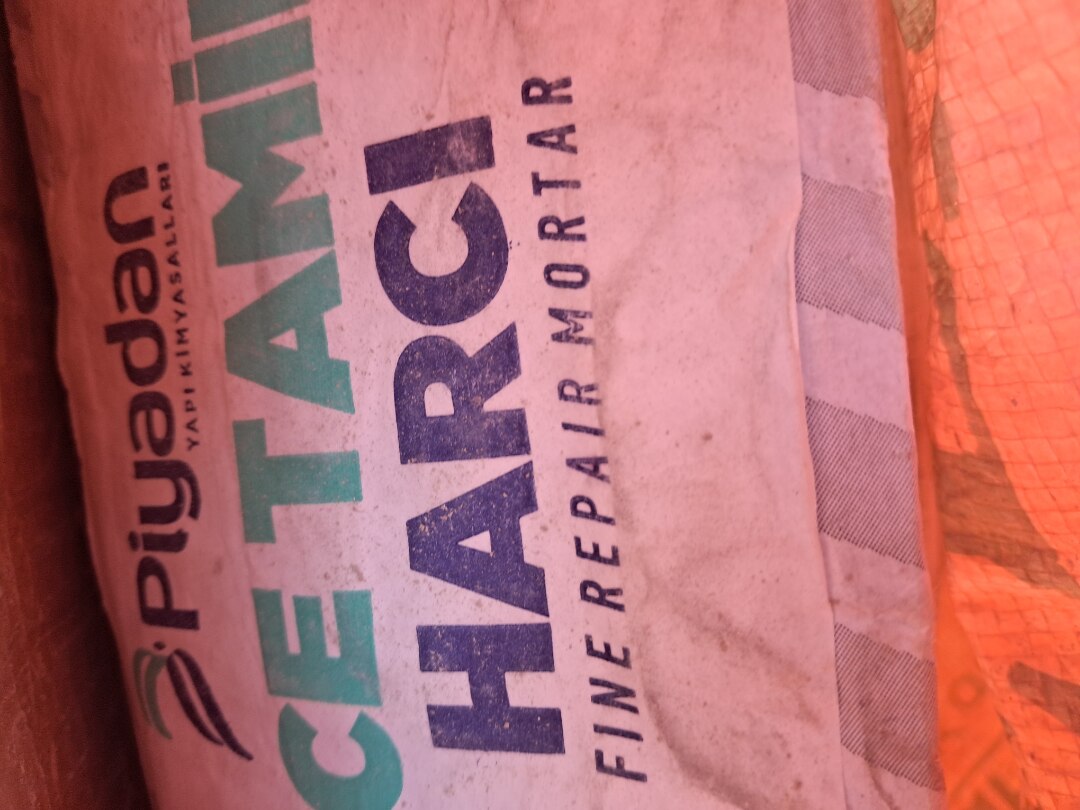 Piyadan
YAPI KİMYASALLARI
CE TAMİ
HARCI
FINE REPAIR MORTAR